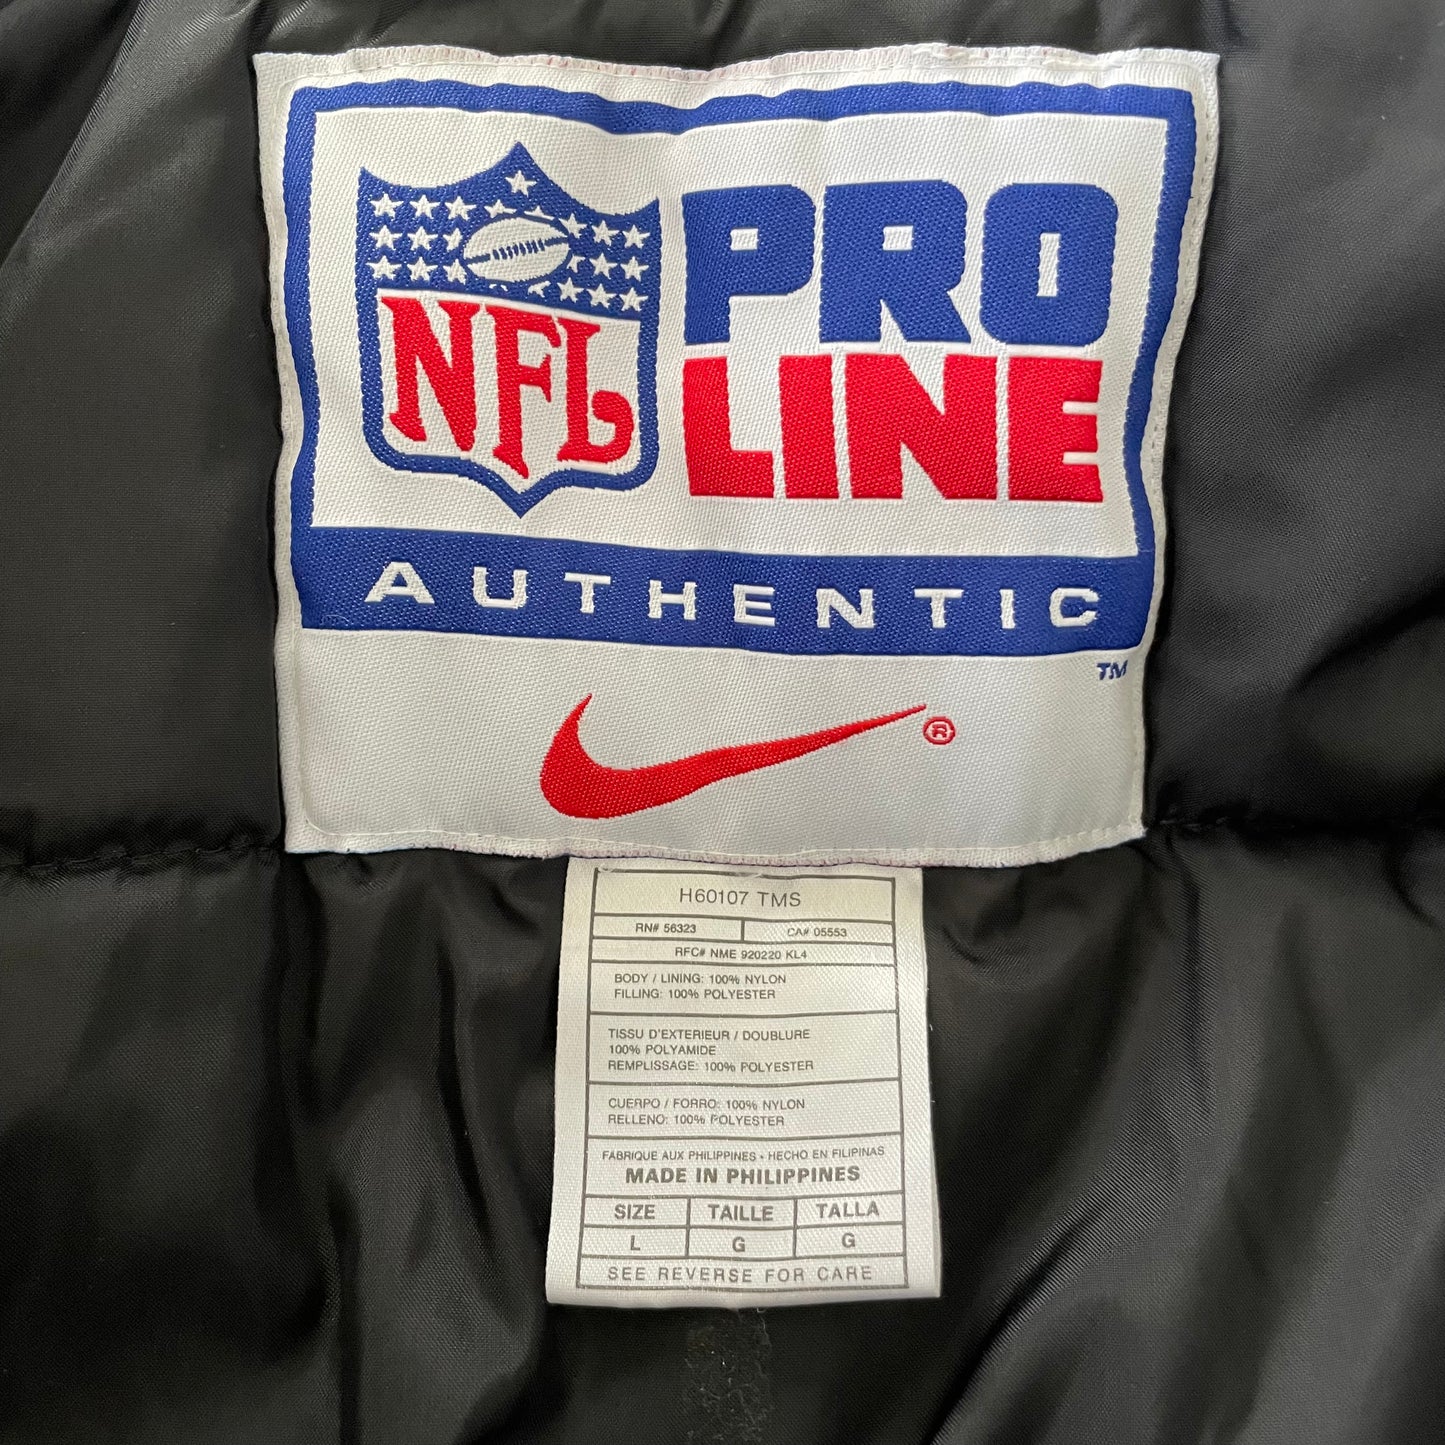 NFL
PRO
LINE
AUTHENTIC
TM
®
H60107 TMS
RN# 56323 CA# 05553
RFC# NME 920220 KL4
BODY / LINING: 100% NYLON
FILLING: 100% POLYESTER
TISSU D'EXTERIEUR / DOUBLURE
100% POLYAMIDE
REMPLISSAGE: 100% POLYESTER
CUERPO / FORRO: 100% NYLON
RELLENO: 100% POLYESTER
FABRIQUE AUX PHILIPPINES • HECHO EN FILIPINAS
MADE IN PHILIPPINES
SIZE TAILLE TALLA
L G G
SEE REVERSE FOR CARE